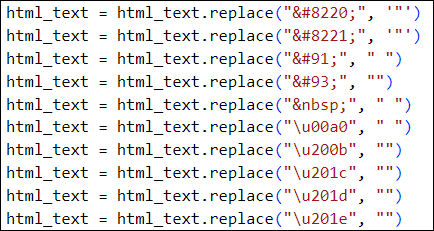 html_text = html_text.replace("&#8220;", '"')
html_text = html_text.replace("&#8221;", '"')
html_text = html_text.replace("&#91;", " ")
html_text = html_text.replace("&#93;", "")
html_text = html_text.replace("&nbsp;", " ")
html_text = html_text.replace("\u00a0", " ")
html_text = html_text.replace("\u200b", "")
html_text = html_text.replace("\u201c", "")
html_text = html_text.replace("\u201d", "")
html_text = html_text.replace("\u201e", "")